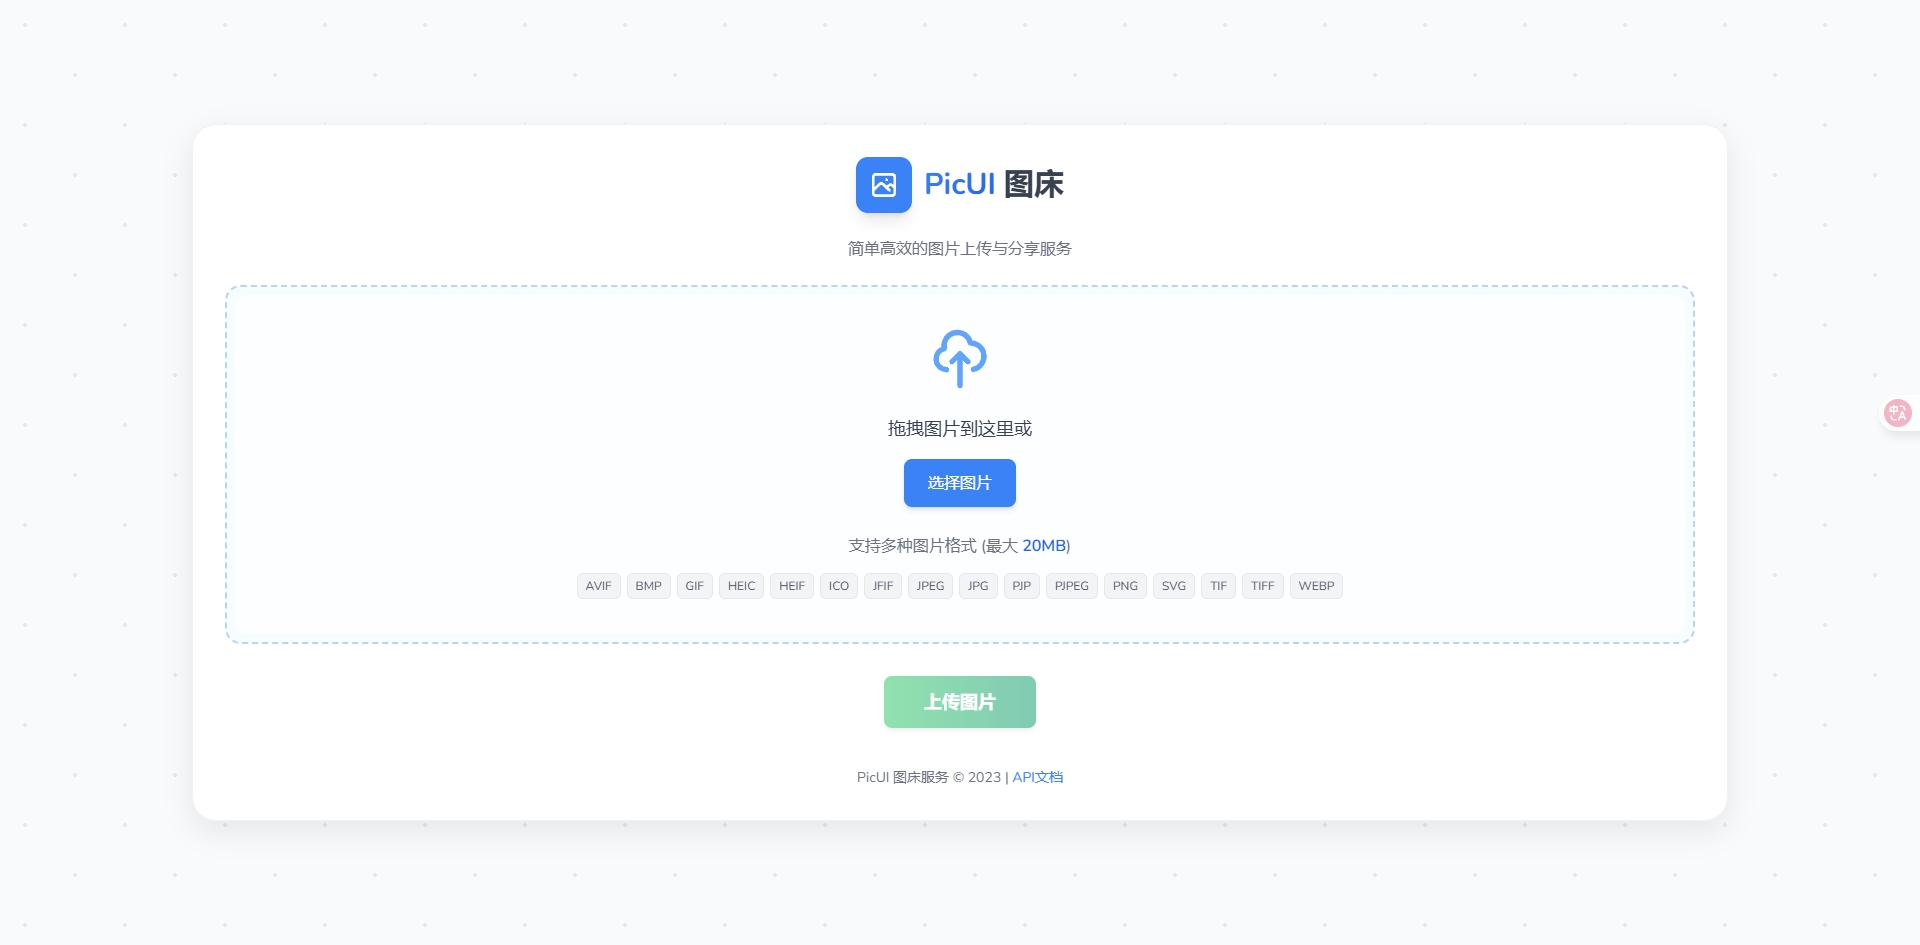 PicUI 图床
简单高效的图片上传与分享服务
拖拽图片到这里或
选择图片
支持多种图片格式 (最大 20MB)
AVIF BMP GIF HEIC HEIF ICO JFIF JPEG JPG PJP PJPEG PNG SVG TIF TIFF WEBP
上传图片
PicUI 图床服务 © 2023 | API文档
中A